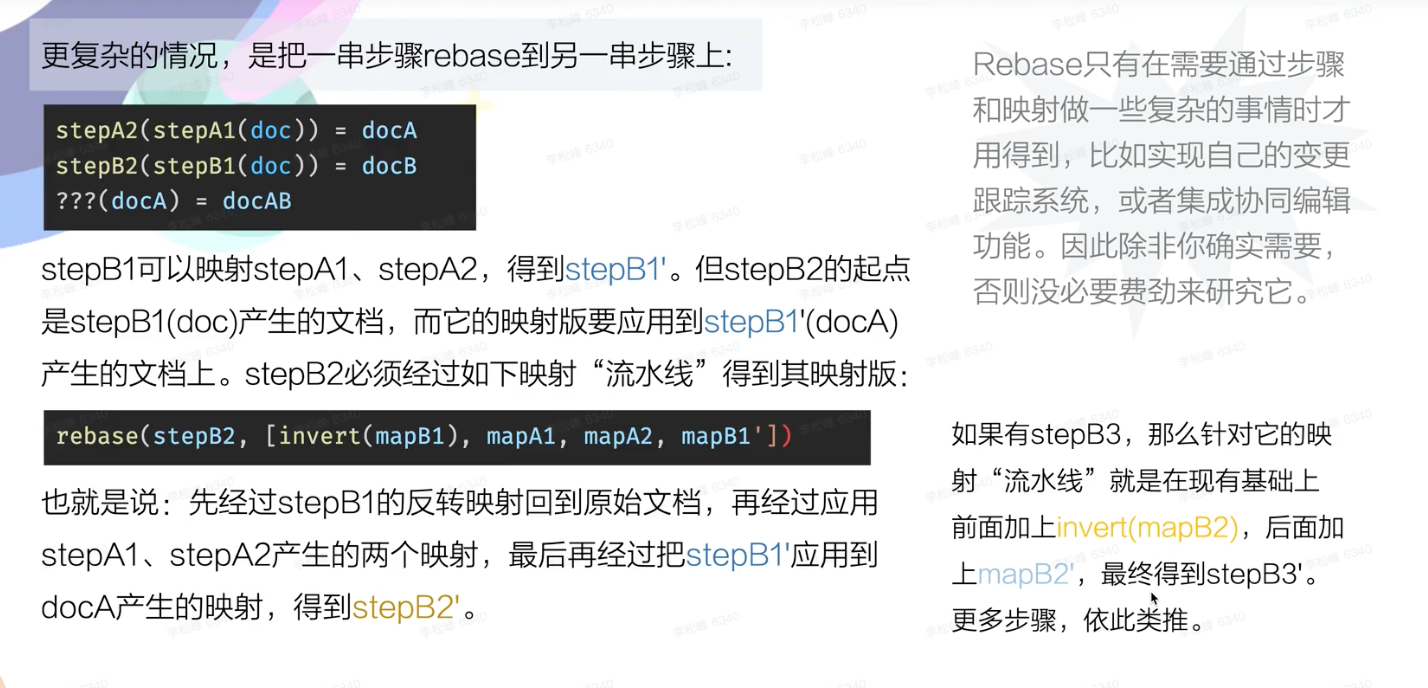 更复杂的情况，是把一串步骤rebase到另一串步骤上:
stepA2(stepA1(doc)) = docA
stepB2(stepB1(doc)) = docB
???(docA) = docAB
stepB1可以映射stepA1、stepA2，得到stepB1'。但stepB2的起点
是stepB1(doc)产生的文档，而它的映射版要应用到stepB1'(docA)
产生的文档上。stepB2必须经过如下映射“流水线”得到其映射版：
rebase(stepB2, [invert(mapB1), mapA1, mapA2, mapB1'])
也就是说：先经过stepB1的反转映射回到原始文档，再经过应用
stepA1、stepA2产生的两个映射，最后再经过把stepB1'应用到
docA产生的映射，得到stepB2'。
Rebase只有在需要通过步骤
和映射做一些复杂的事情时才
用得到，比如实现自己的变更
跟踪系统，或者集成协同编辑
功能。因此除非你确实需要，
否则没必要费劲来研究它。
如果有stepB3，那么针对它的映
射“流水线”就是在现有基础上
前面加上invert(mapB2)，后面加
上mapB2'，最终得到stepB3'。
更多步骤，依此类推。
李松峰 6340